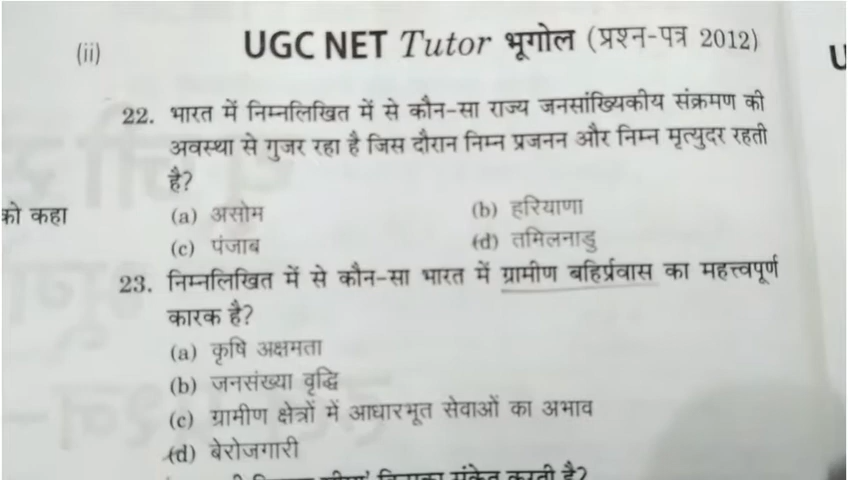 (ii)
UGC NET Tutor भूगोल (प्रश्न-पत्र 2012)
U
22. भारत में निम्नलिखित में से कौन-सा राज्य जनसांख्यिकीय संक्रमण की
अवस्था से गुजर रहा है जिस दौरान निम्न प्रजनन और निम्न मृत्युदर रहती
है?
को कहा
(a) असोम
(b) हरियाणा
(c) पंजाब
(d) तमिलनाडु
23. निम्नलिखित में से कौन-सा भारत में ग्रामीण बहिर्प्रवास का महत्त्वपूर्ण
कारक है?
(a) कृषि अक्षमता
(b) जनसंख्या वृद्धि
(c) ग्रामीण क्षेत्रों में आधारभूत सेवाओं का अभाव
(d) बेरोजगारी
संकेत करती है?